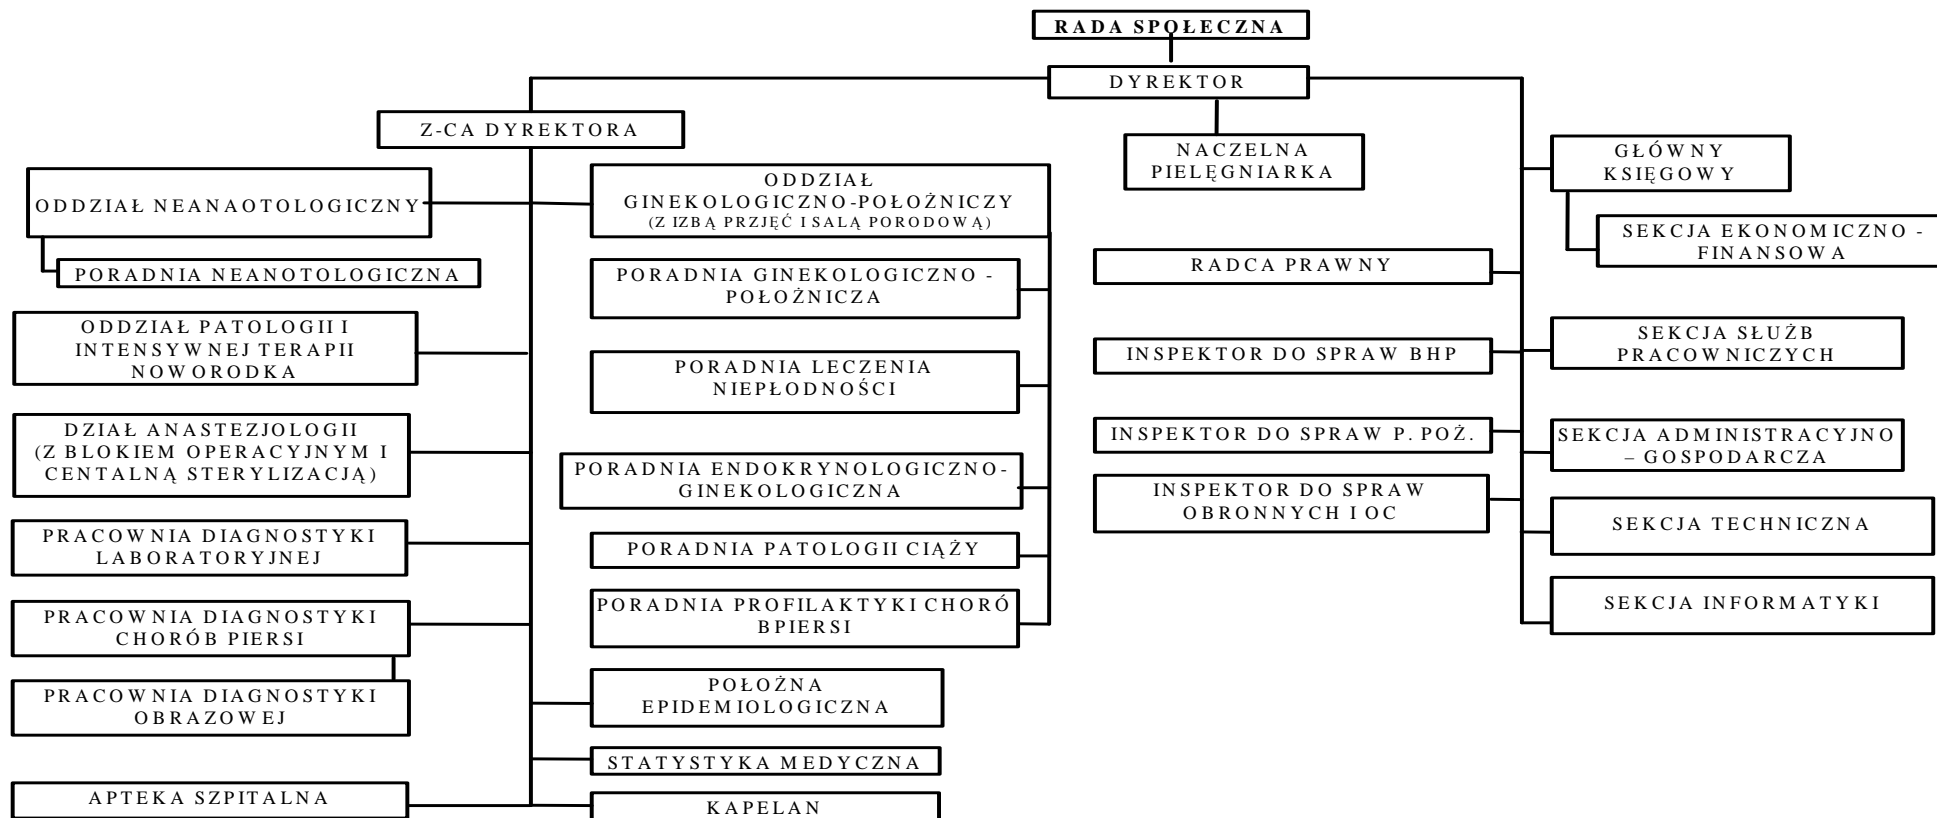 RADA SPOŁECZNA
DYREKTOR
Z-CA DYREKTORA
NACZELNA
PIELĘGNIARKA
GŁÓWNY
KSIĘGOWY
SEKCJA EKONOMICZNO -
FINANSOWA
ODDZIAŁ NEANAOTOLOGICZNY
PORADNIA NEANOTOLOGICZNA
ODDZIAŁ PATOLOGII I
INTENSYWNEJ TERAPII
NOWORODKA
DZIAŁ ANASTEZJOLOGII
(Z BLOKIEM OPERACYJNYM I
CENTALNĄ STERYLIZACJĄ)
PRACOWNIA DIAGNOSTYKI
LABORATORYJNEJ
PRACOWNIA DIAGNOSTYKI
CHORÓB PIERSI
PRACOWNIA DIAGNOSTYKI
OBRAZOWEJ
APTEKA SZPITALNA
ODDZIAŁ
GINEKOLOGICZNO-POŁOŻNICZY
(Z IZBĄ PRZJĘĆ I SALĄ PORODOWĄ)
PORADNIA GINEKOLOGICZNO -
POŁOŻNICZA
PORADNIA LECZENIA
NIEPŁODNOŚCI
PORADNIA ENDOKRYNOLOGICZNO-
GINEKOLOGICZNA
PORADNIA PATOLOGII CIĄŻY
PORADNIA PROFILAKTYKI CHORÓ
BPIERSI
POŁOŻNA
EPIDEMIOLOGICZNA
STATYSTYKA MEDYCZNA
KAPELAN
RADCA PRAWNY
INSPEKTOR DO SPRAW BHP
INSPEKTOR DO SPRAW P. POŻ.
INSPEKTOR DO SPRAW
OBRONNYCH I OC
SEKCJA SŁUŻB
PRACOWNICZYCH
SEKCJA ADMINISTRACYJNO
– GOSPODARCZA
SEKCJA TECHNICZNA
SEKCJA INFORMATYKI